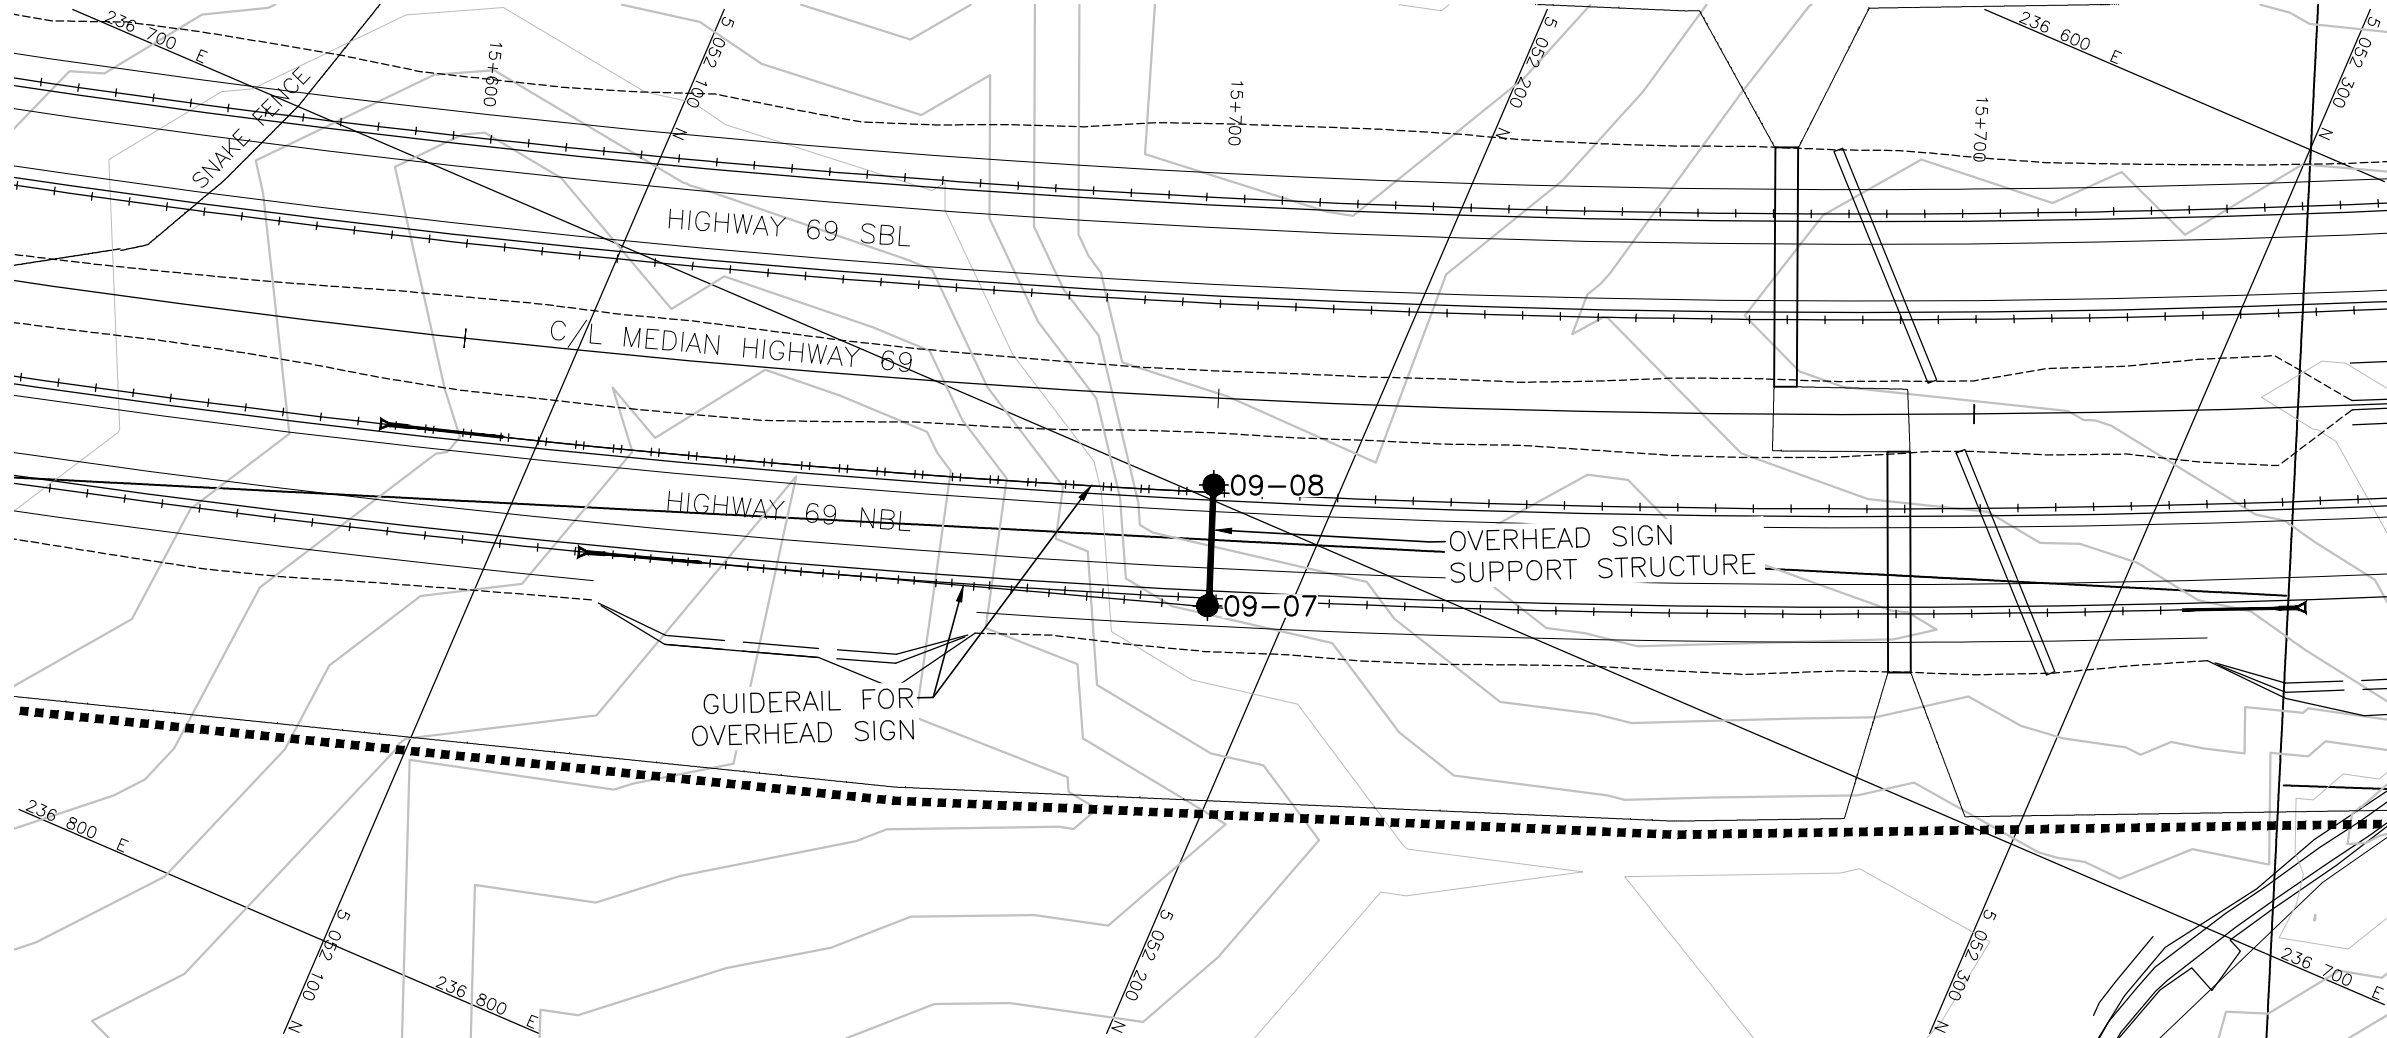 236 700 E
15+600
5 052 100 N
15+700
5 052 200 N
15+700
236 600 E
5 052 300 N
SNAKE FENCE
HIGHWAY 69 SBL
C/L MEDIAN HIGHWAY 69
HIGHWAY 69 NBL
09-08
OVERHEAD SIGN
SUPPORT STRUCTURE
09-07
GUIDERAIL FOR
OVERHEAD SIGN
236 800 E
5 052 100 N
236 800 E
5 052 200 N
5 052 300 N
236 700 E